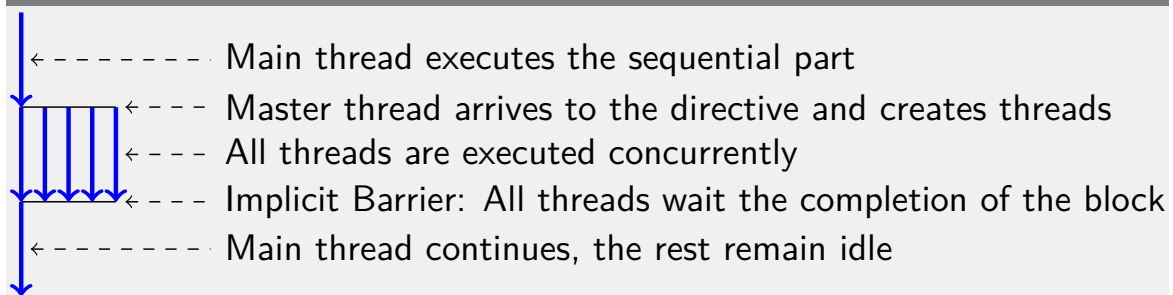 Main thread executes the sequential part
Master thread arrives to the directive and creates threads
All threads are executed concurrently
Implicit Barrier: All threads wait the completion of the block
Main thread continues, the rest remain idle